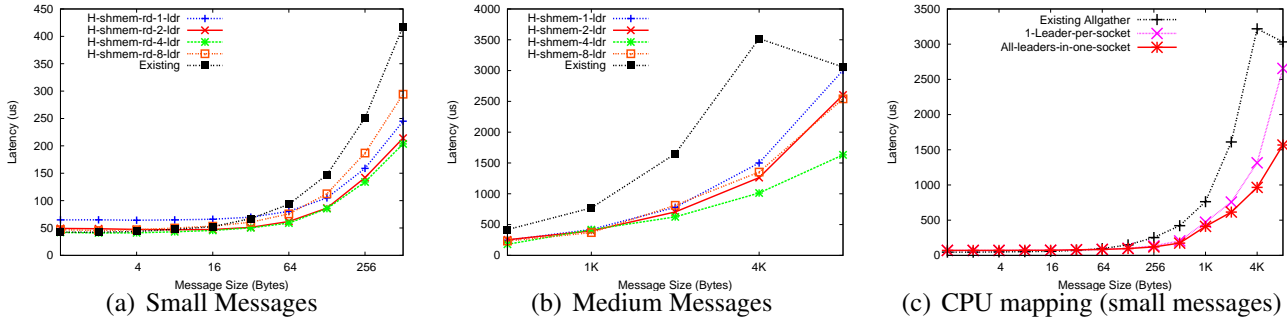 H-shmem-rd-1-ldr
H-shmem-rd-2-ldr
H-shmem-rd-4-ldr
H-shmem-rd-8-ldr
Existing
450
400
350
300
250
200
150
100
50
0
Latency (us)
4
16
64
256
Message Size (Bytes)
(a) Small Messages
H-shmem-1-ldr
H-shmem-2-ldr
H-shmem-4-ldr
H-shmem-8-ldr
Existing
4000
3500
3000
2500
2000
1500
1000
500
0
Latency (us)
1K
4K
Message Size (Bytes)
(b) Medium Messages
Existing Allgather
1-Leader-per-socket
All-leaders-in-one-socket
3500
3000
2500
2000
1500
1000
500
0
Latency (us)
4
16
64
256
1K
4K
Message Size (Bytes)
(c) CPU mapping (small messages)